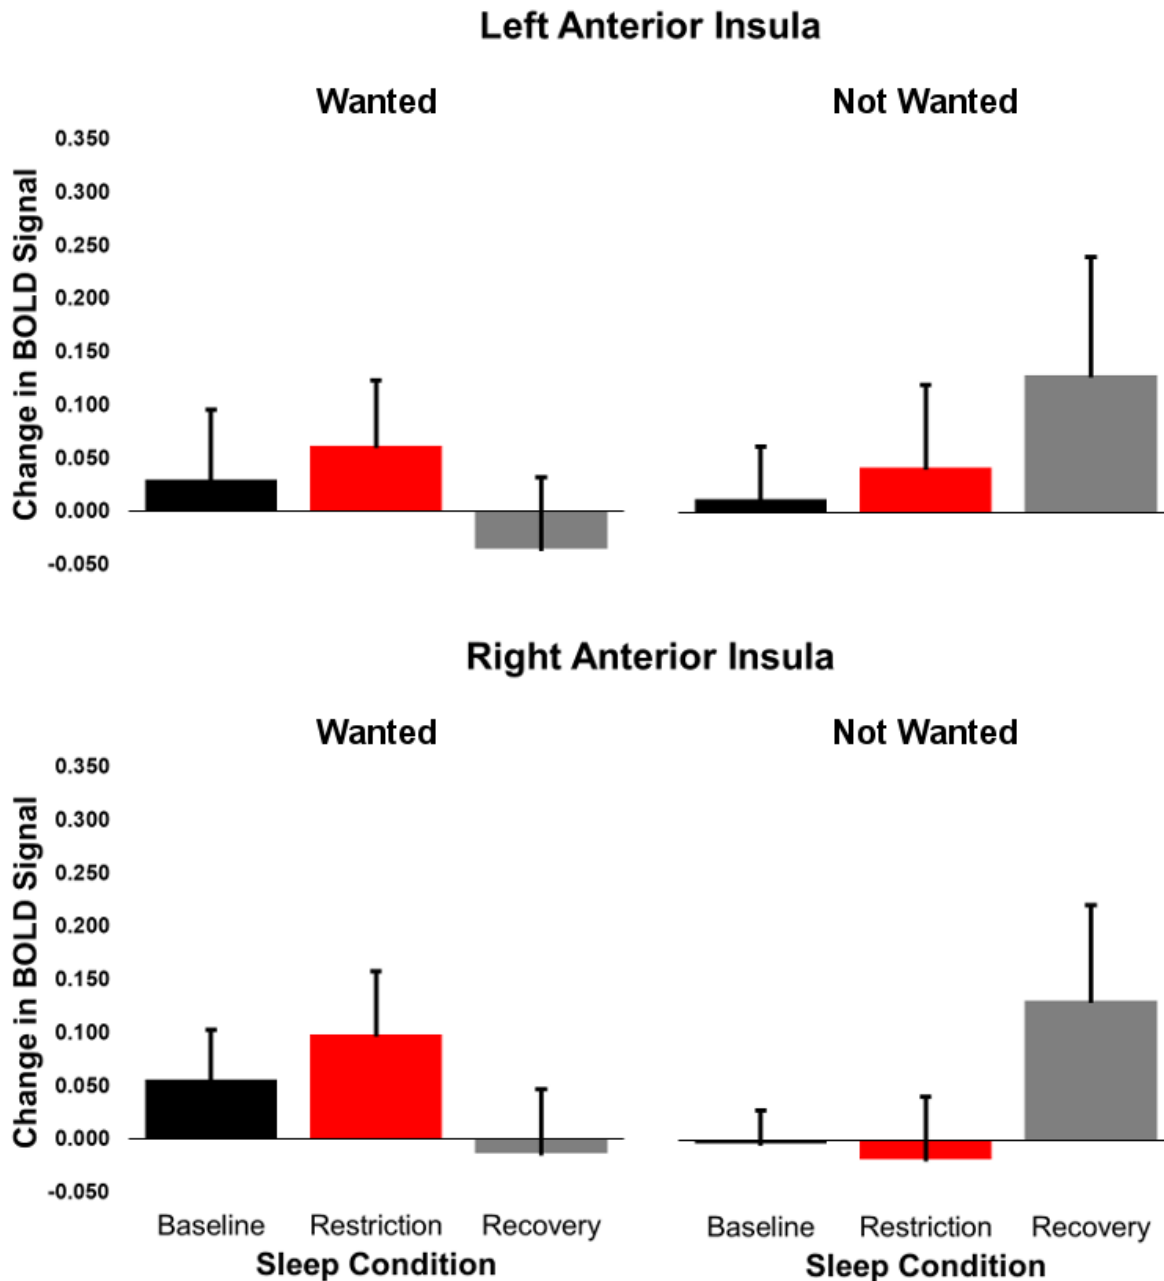 Left Anterior Insula
Wanted
Not Wanted
Change in BOLD Signal
0.350
0.300
0.250
0.200
0.150
0.100
0.050
0.000
-0.050
Right Anterior Insula
Wanted
Not Wanted
Change in BOLD Signal
0.350
0.300
0.250
0.200
0.150
0.100
0.050
0.000
-0.050
Baseline Restriction Recovery
Baseline Restriction Recovery
Sleep Condition
Sleep Condition